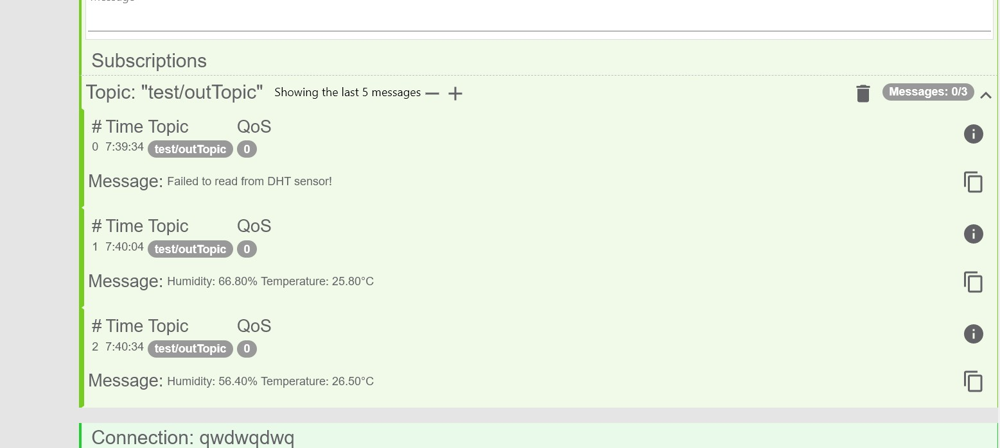 Subscriptions
Topic: "test/outTopic" Showing the last 5 messages Messages: 0/3
# Time Topic QoS
0 7:39:34 test/outTopic 0
Message: Failed to read from DHT sensor!
# Time Topic QoS
1 7:40:04 test/outTopic 0
Message: Humidity: 66.80% Temperature: 25.80°C
# Time Topic QoS
2 7:40:34 test/outTopic 0
Message: Humidity: 56.40% Temperature: 26.50°C
Connection: qwdwqdwq